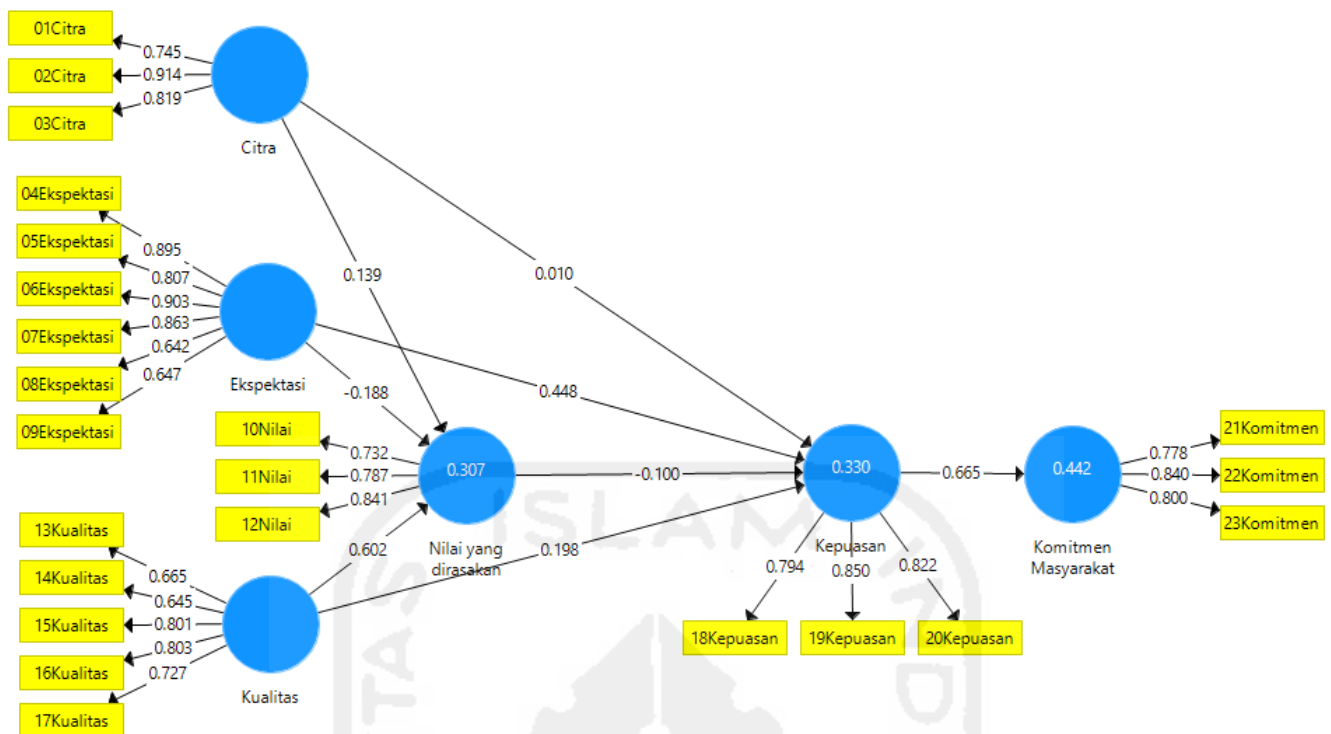 01Citra
0.745
02Citra
0.914
0.819
03Citra
Citra
04Ekspektasi
0.895
05Ekspektasi
0.807
06Ekspektasi
0.903
0.863
07Ekspektasi
0.642
08Ekspektasi
0.647
09Ekspektasi
Ekspektasi
0.139
0.010
-0.188
0.448
10Nilai
0.732
11Nilai
0.787
0.841
12Nilai
0.307
Nilai yang
dirasakan
-0.100
0.602
0.198
13Kualitas
0.665
14Kualitas
0.645
15Kualitas
0.801
0.803
16Kualitas
0.727
17Kualitas
Kualitas
0.330
Kepuasan
0.794
0.850
0.822
18Kepuasan
19Kepuasan
20Kepuasan
0.665
0.442
Komitmen
Masyarakat
0.778
21Komitmen
0.840
22Komitmen
0.800
23Komitmen
ISLAM